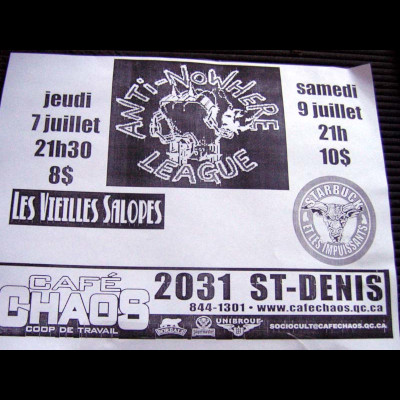 jeudi
7 juillet
21h30
8$
ANTI-NOWHERE
LEAGUE
samedi
9 juillet
21h
10$
LES VIEILLES SALOPES
STARBUCK
ET LES IMPUISSANTS
CAFÉ
CHAOS
COOP DE TRAVAIL
2031 ST-DENIS
844-1301 • www.cafechaos.qc.ca
BORÉALE
UNIBROUE
SOCIOCULT@CAFECHAOS.QC.CA